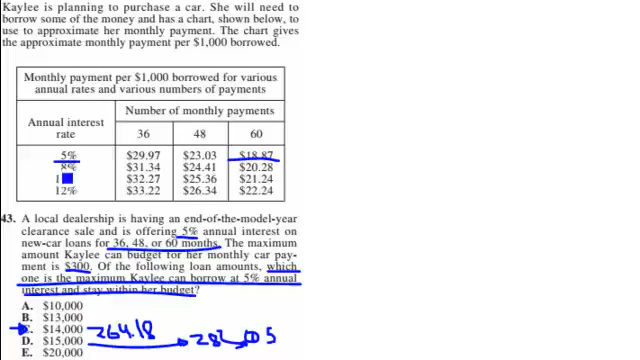 Kaylee is planning to purchase a car. She will need to
borrow some of the money and has a chart, shown below, to
use to approximate her monthly payment. The chart gives
the approximate monthly payment per $1,000 borrowed.
Monthly payment per $1,000 borrowed for various
annual rates and various numbers of payments
Annual interest rate
Number of monthly payments
36 48 60
5% $29.97 $23.03 $18.87
8% $31.34 $24.41 $20.28
1 $32.27 $25.36 $21.24
12% $33.22 $26.34 $22.24
43. A local dealership is having an end-of-the-model-year
clearance sale and is offering 5% annual interest on
new-car loans for 36, 48, or 60 months. The maximum
amount Kaylee can budget for her monthly car pay-
ment is $300. Of the following loan amounts, which
one is the maximum Kaylee can borrow at 5% annual
interest and stay within her budget?
A. $10,000
B. $13,000
C. $14,000 264.18
D. $15,000 283.05
E. $20,000